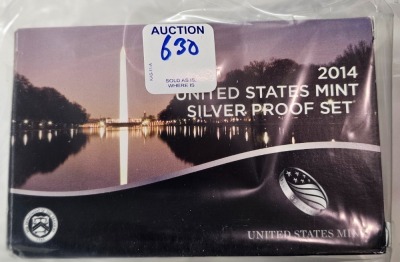 AUCTION
630
SOLD AS IS
WHERE IS
2014
UNITED STATES MINT
SILVER PROOF SET
UNITED STATES MINT